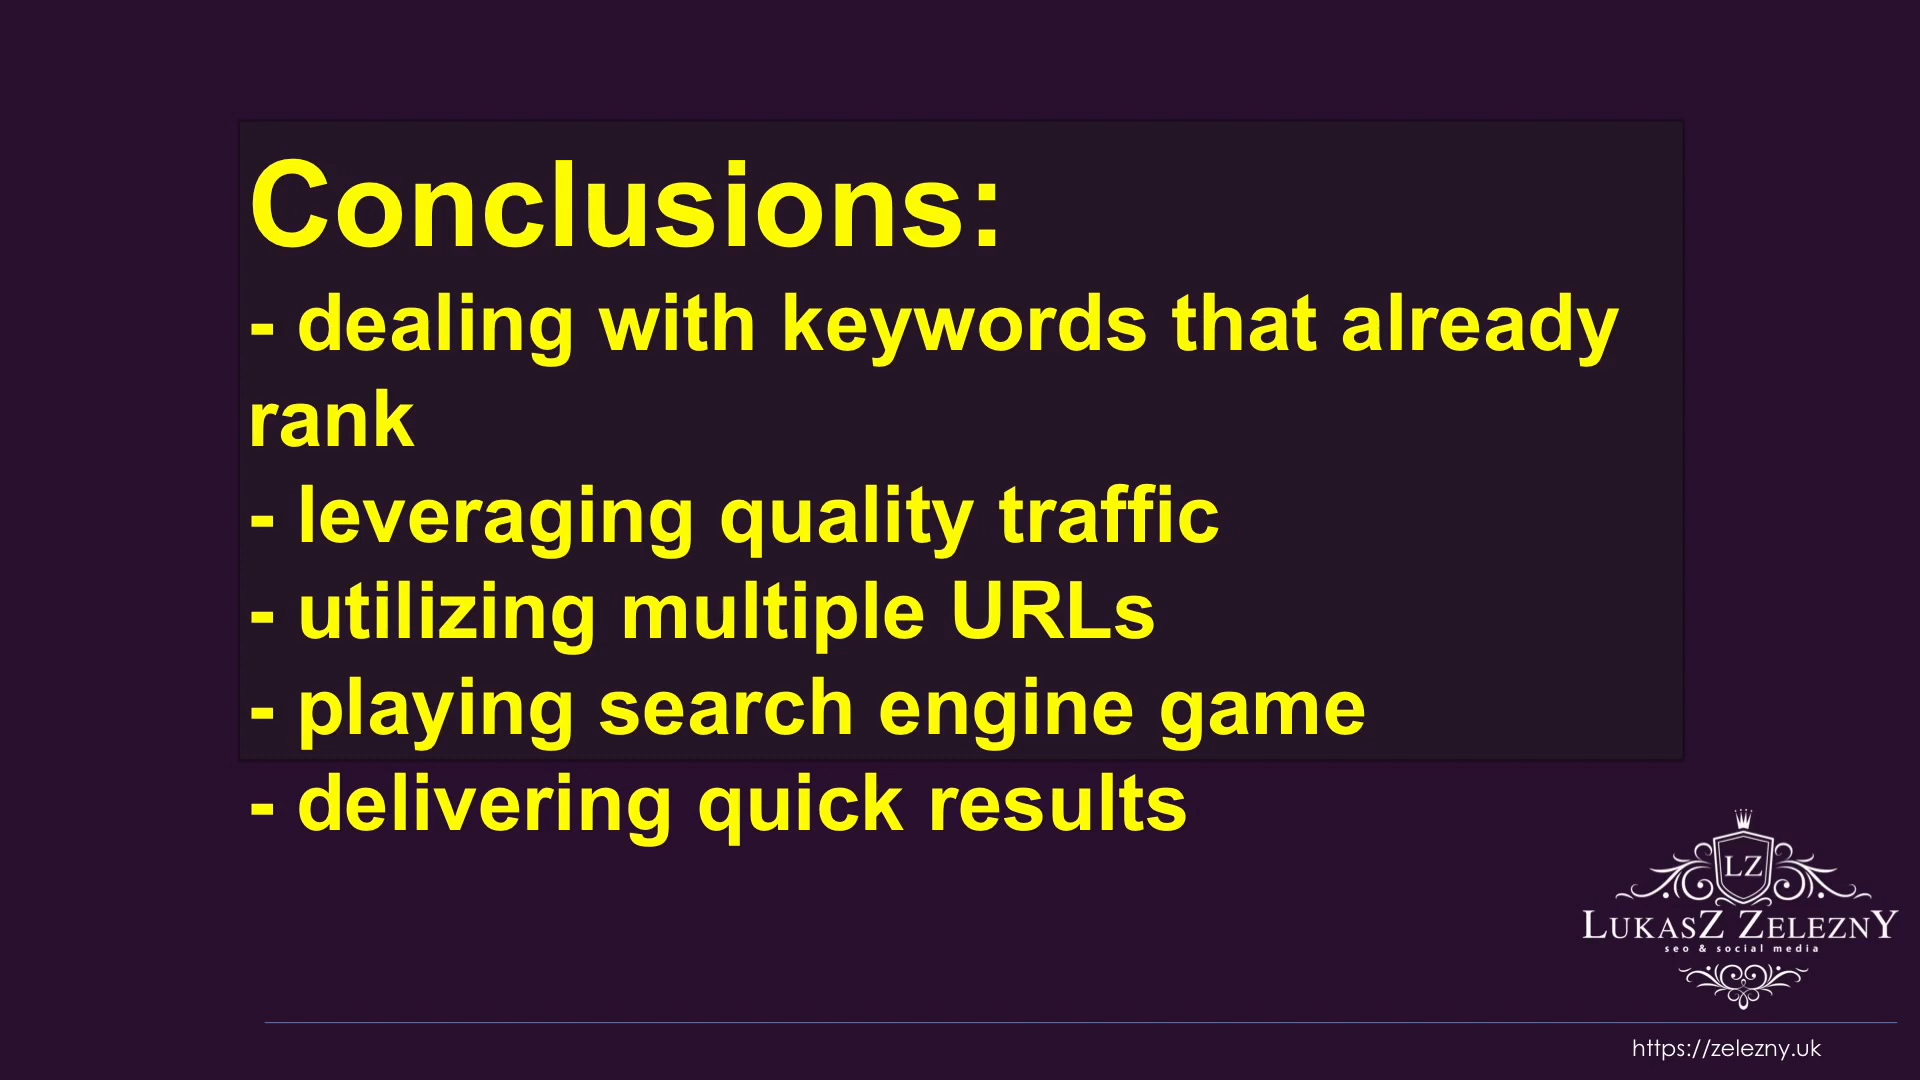 Conclusions:
- dealing with keywords that already
rank
- leveraging quality traffic
- utilizing multiple URLs
- playing search engine game
- delivering quick results
LZ
LUKASZ ZELEZNY
seo & social media
https://zelezny.uk